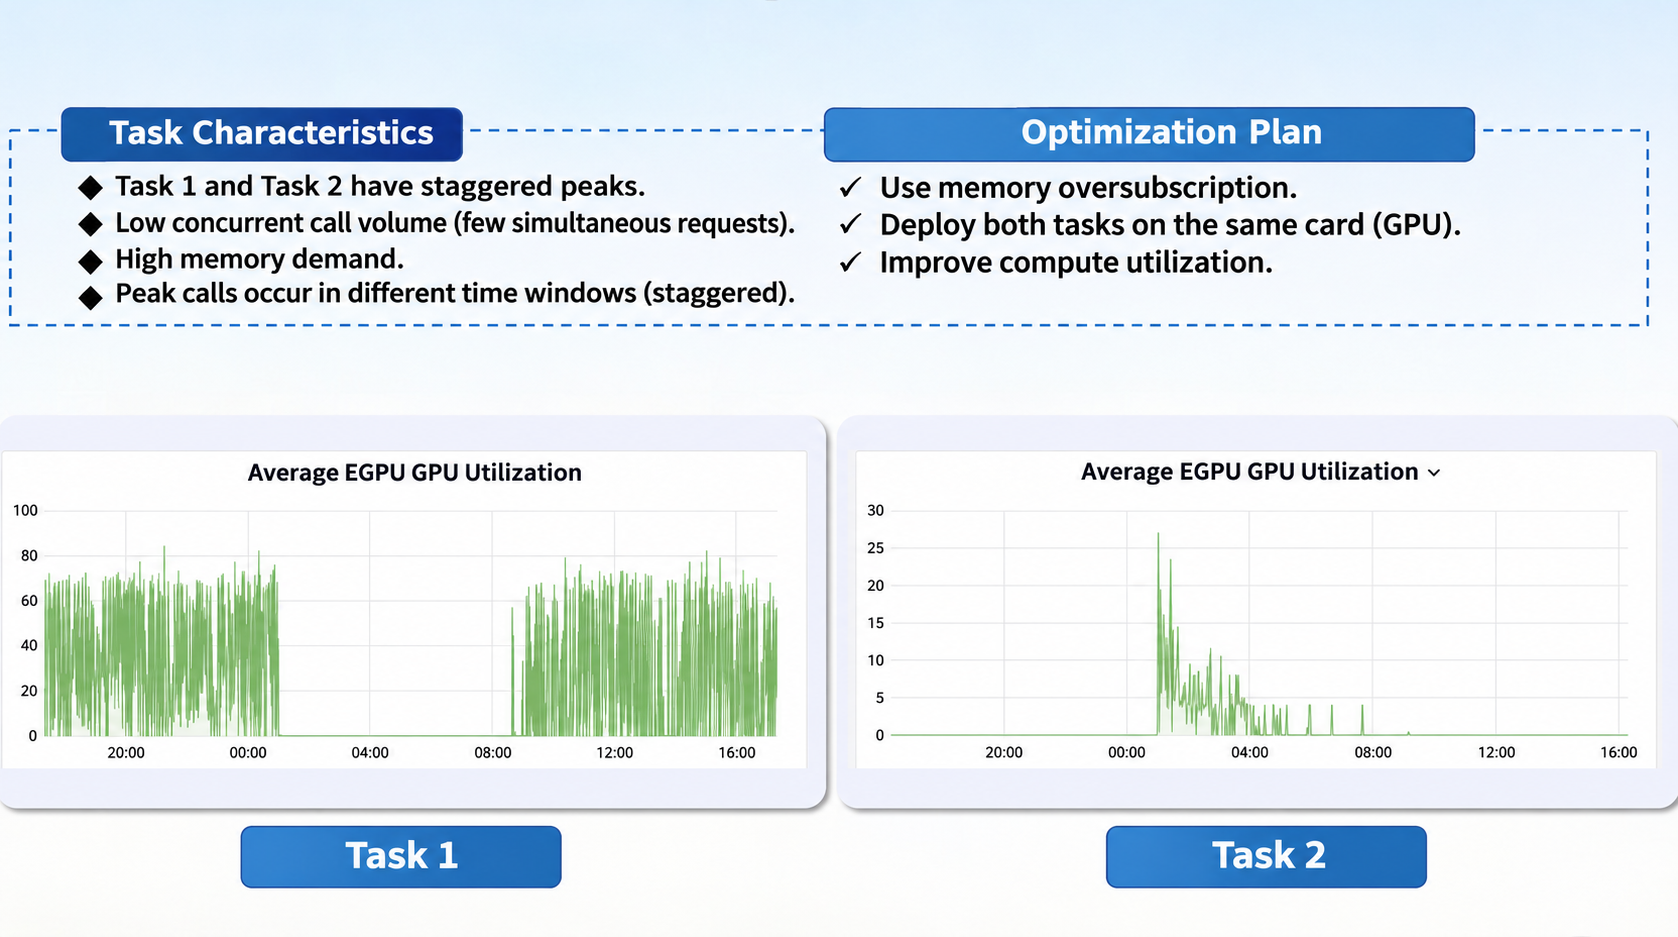 Task Characteristics
Task 1 and Task 2 have staggered peaks.
Low concurrent call volume (few simultaneous requests).
High memory demand.
Peak calls occur in different time windows (staggered).
Optimization Plan
Use memory oversubscription.
Deploy both tasks on the same card (GPU).
Improve compute utilization.
Average EGPU GPU Utilization
100
80
60
40
20
0
20:00 00:00 04:00 08:00 12:00 16:00
Task 1
Average EGPU GPU Utilization
30
25
20
15
10
5
0
20:00 00:00 04:00 08:00 12:00 16:00
Task 2